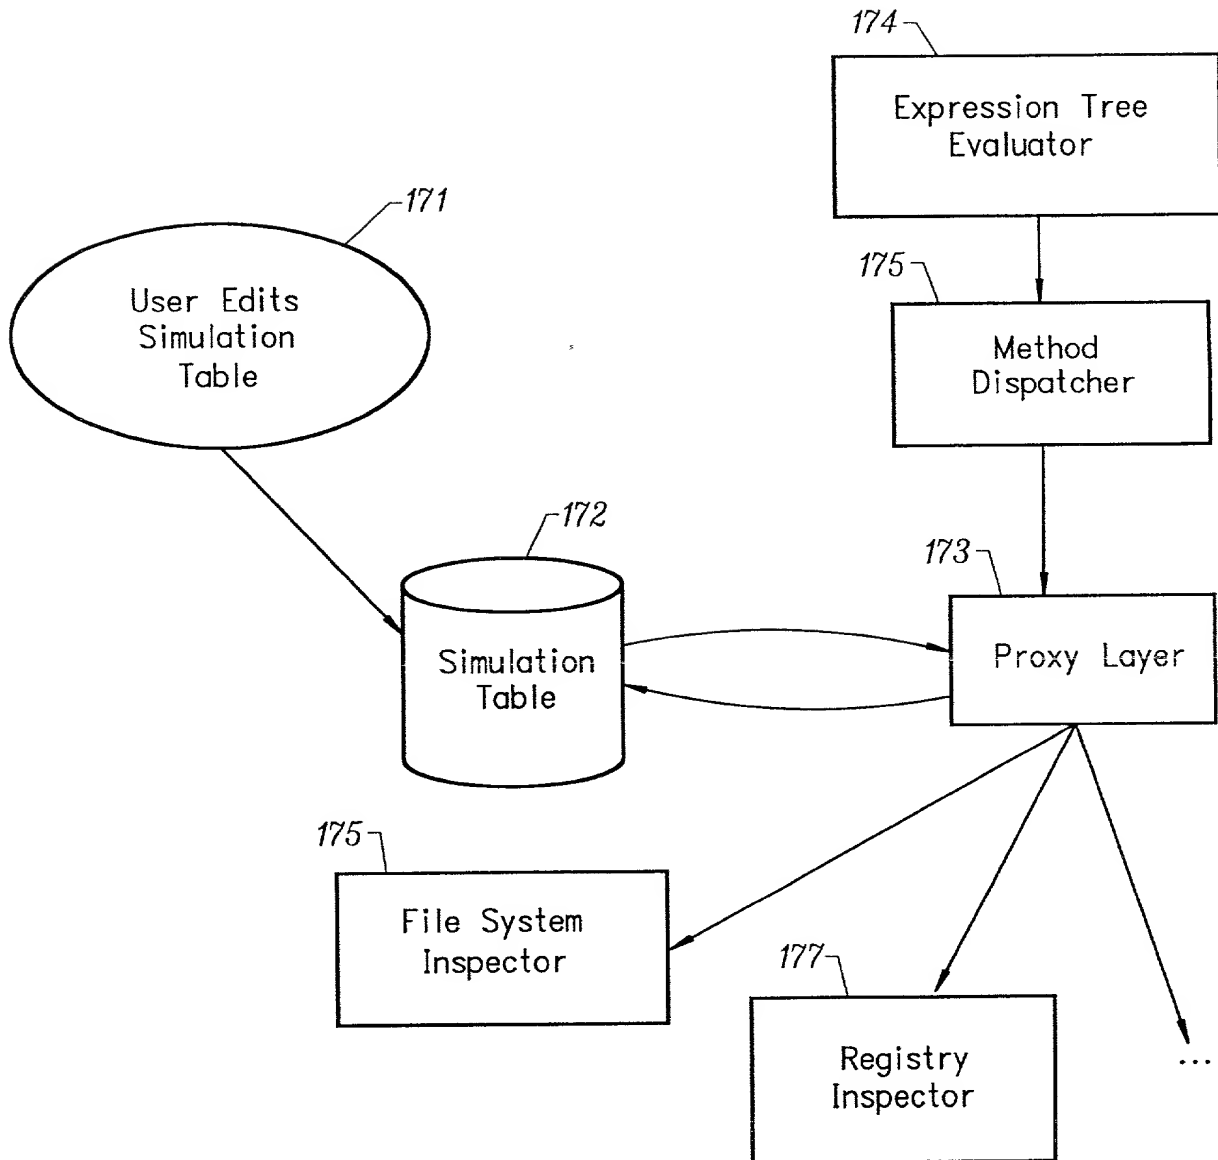 174
Expression Tree
Evaluator
171
User Edits
Simulation
Table
175
Method
Dispatcher
172
Simulation
Table
173
Proxy Layer
175
File System
Inspector
177
Registry
Inspector
...